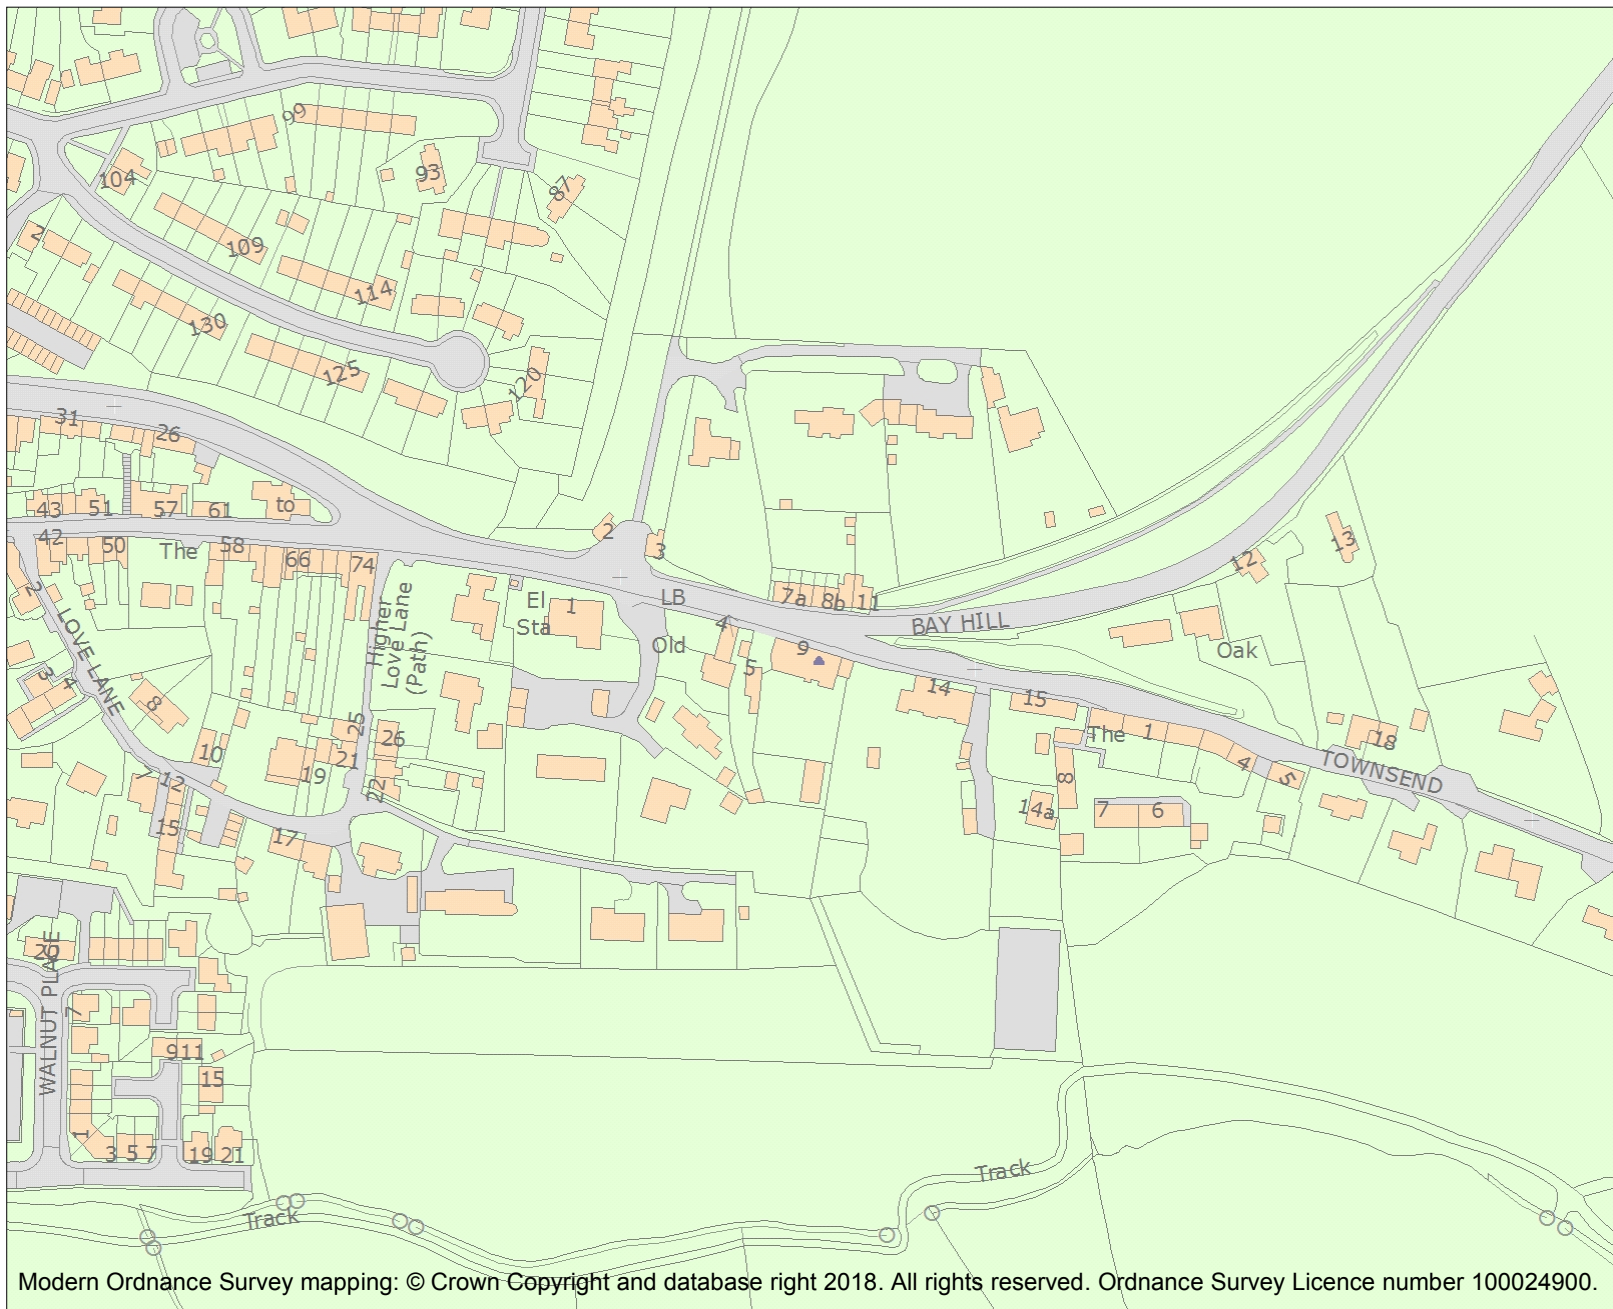 99
104
93
87
2
109
114
130
125
120
31
26
43
51
57
61
to
42
50
The
58
66
74
2
3
7a
8b
11
12
13
LB
BAY HILL
El
Sta
1
Old
4
5
9
Oak
LOVE LANE
Higher
Love Lane
(Path)
3
4
8
10
25
26
21
19
22
14
15
The
1
4
5
18
TOWNSEND
7
12
15
17
8
14a
7
6
20
WALNUT PLACE
7
911
15
1
3
5
7
19
21
Track
Track
Modern Ordnance Survey mapping: © Crown Copyright and database right 2018. All rights reserved. Ordnance Survey Licence number 100024900.